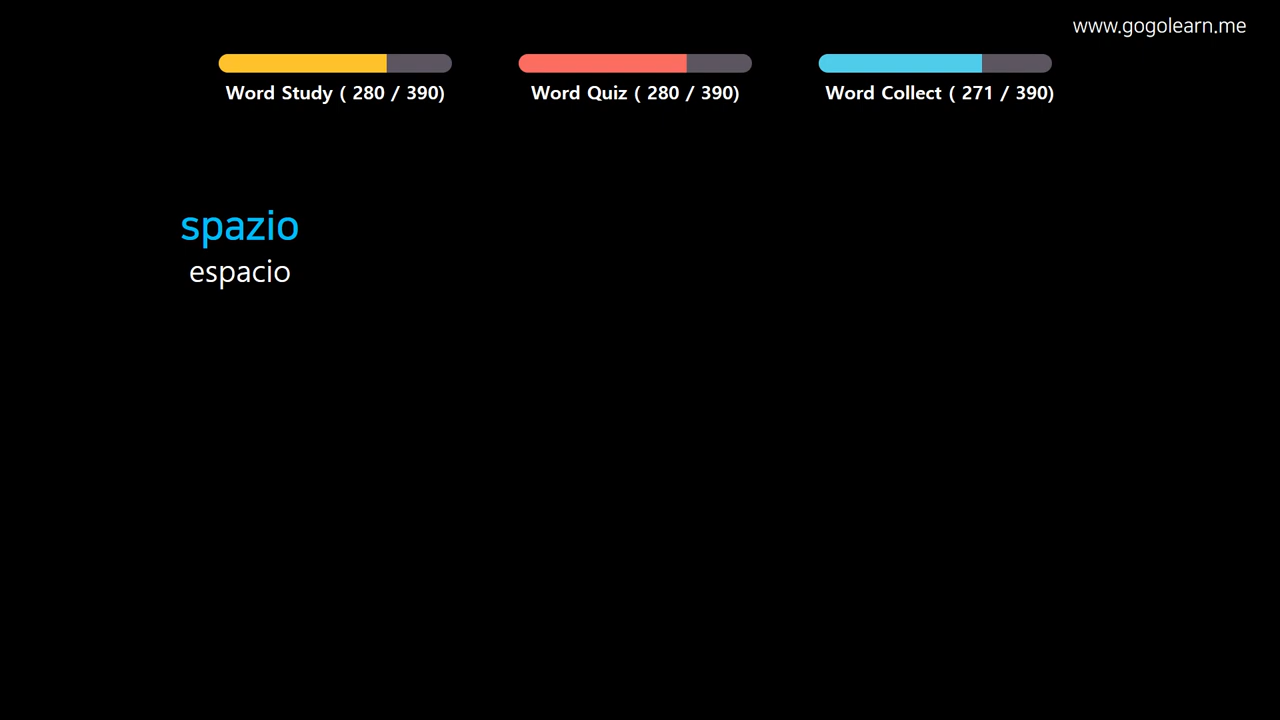 www.gogolearn.me
Word Study ( 280 / 390)
Word Quiz ( 280 / 390)
Word Collect ( 271 / 390)
spazio
espacio